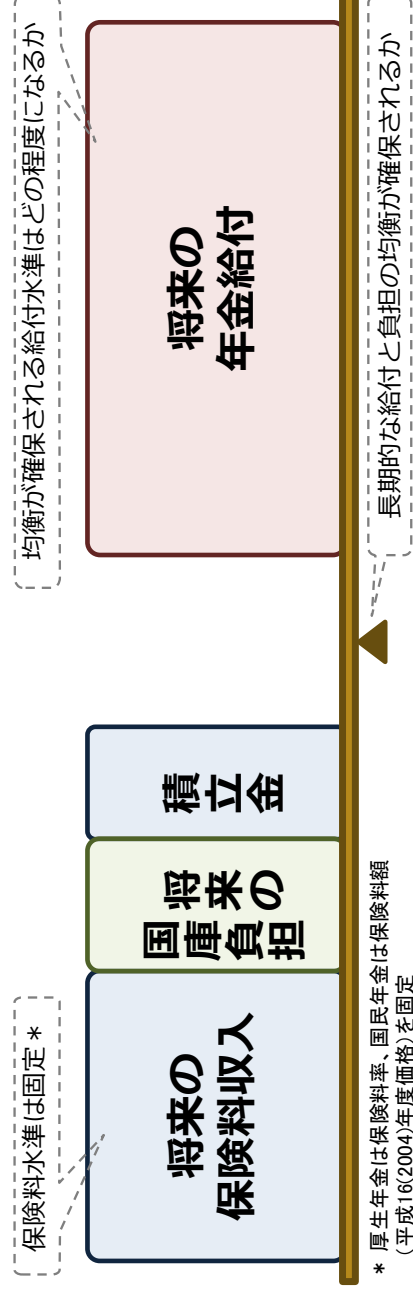 保険料水準は固定＊
均衡が確保される給付水準はどの程度になるか
将来の
保険料収入
将来の
国庫負担
積立金
将来の
年金給付
長期的な給付と負担の均衡が確保されるか
＊ 厚生年金は保険料率、国民年金は保険料額
（平成16(2004)年度価格）を固定